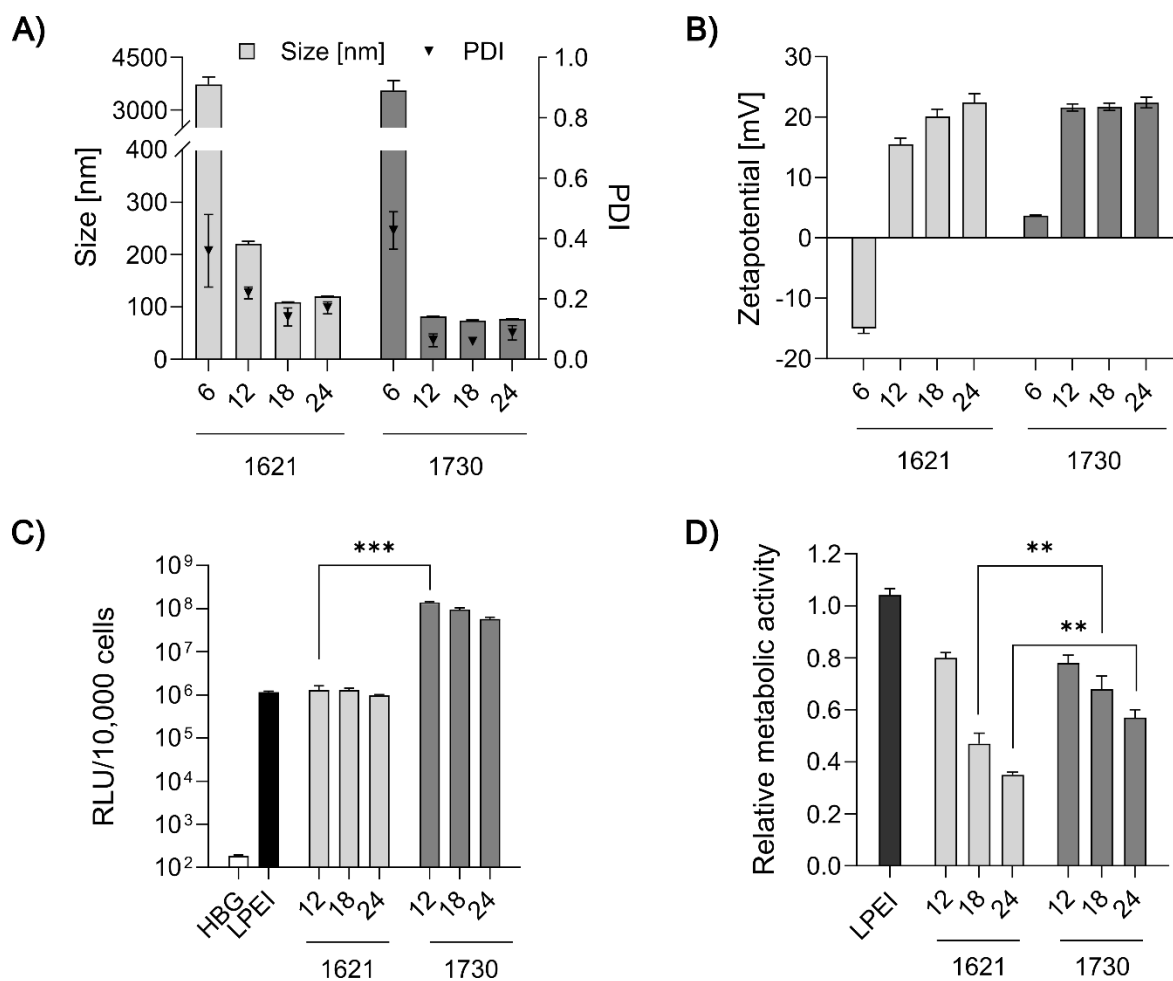 A)
Size [nm] PDI
4500
3000
400
300
200
100
0
Size [nm]
1.0
0.8
0.6
0.4
0.2
0.0
PDI
6 12 18 24 6 12 18 24
1621 1730
B)
30
20
10
0
-10
-20
Zetapotential [mV]
6 12 18 24 6 12 18 24
1621 1730
C)
***
10⁹
10⁸
10⁷
10⁶
10⁵
10⁴
10³
10²
RLU/10,000 cells
HBG LPEI 12 18 24 12 18 24
1621 1730
D)
**
**
1.2
1.0
0.8
0.6
0.4
0.2
0.0
Relative metabolic activity
LPEI 12 18 24 12 18 24
1621 1730